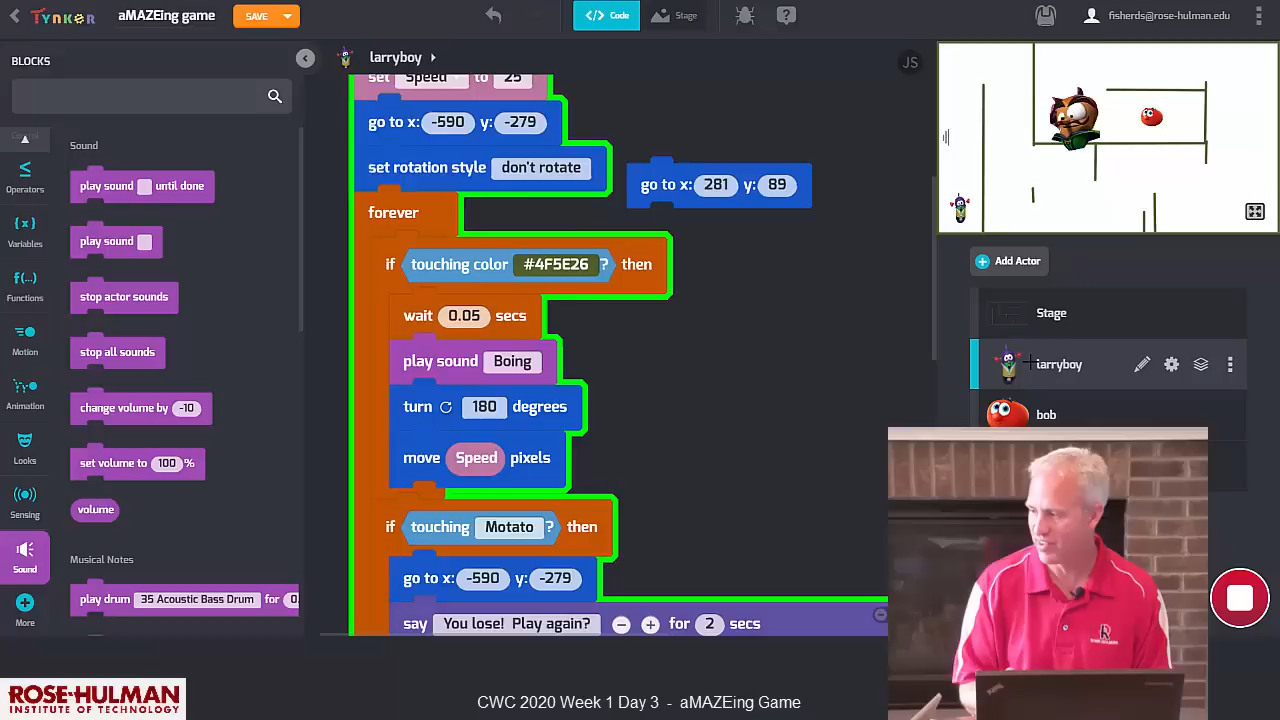 TYNKER
aMAZEing game
SAVE
</> Code
Stage
fisherds@rose-hulman.edu
BLOCKS
larryboy
JS
Control
Operators
Variables
Functions
Motion
Animation
Looks
Sensing
Sound
More
Sound
play sound until done
play sound
stop actor sounds
stop all sounds
change volume by -10
set volume to 100 %
volume
Musical Notes
play drum 35 Acoustic Bass Drum for 0
set Speed to 25
go to x: -590 y: -279
set rotation style don't rotate
go to x: 281 y: 89
forever
if touching color #4F5E26 ? then
wait 0.05 secs
play sound Boing
turn 180 degrees
move Speed pixels
if touching Motato ? then
go to x: -590 y: -279
say You lose! Play again? for 2 secs
Add Actor
Stage
larryboy
bob
ROSE-HULMAN
INSTITUTE OF TECHNOLOGY
CWC 2020 Week 1 Day 3 - aMAZEing Game